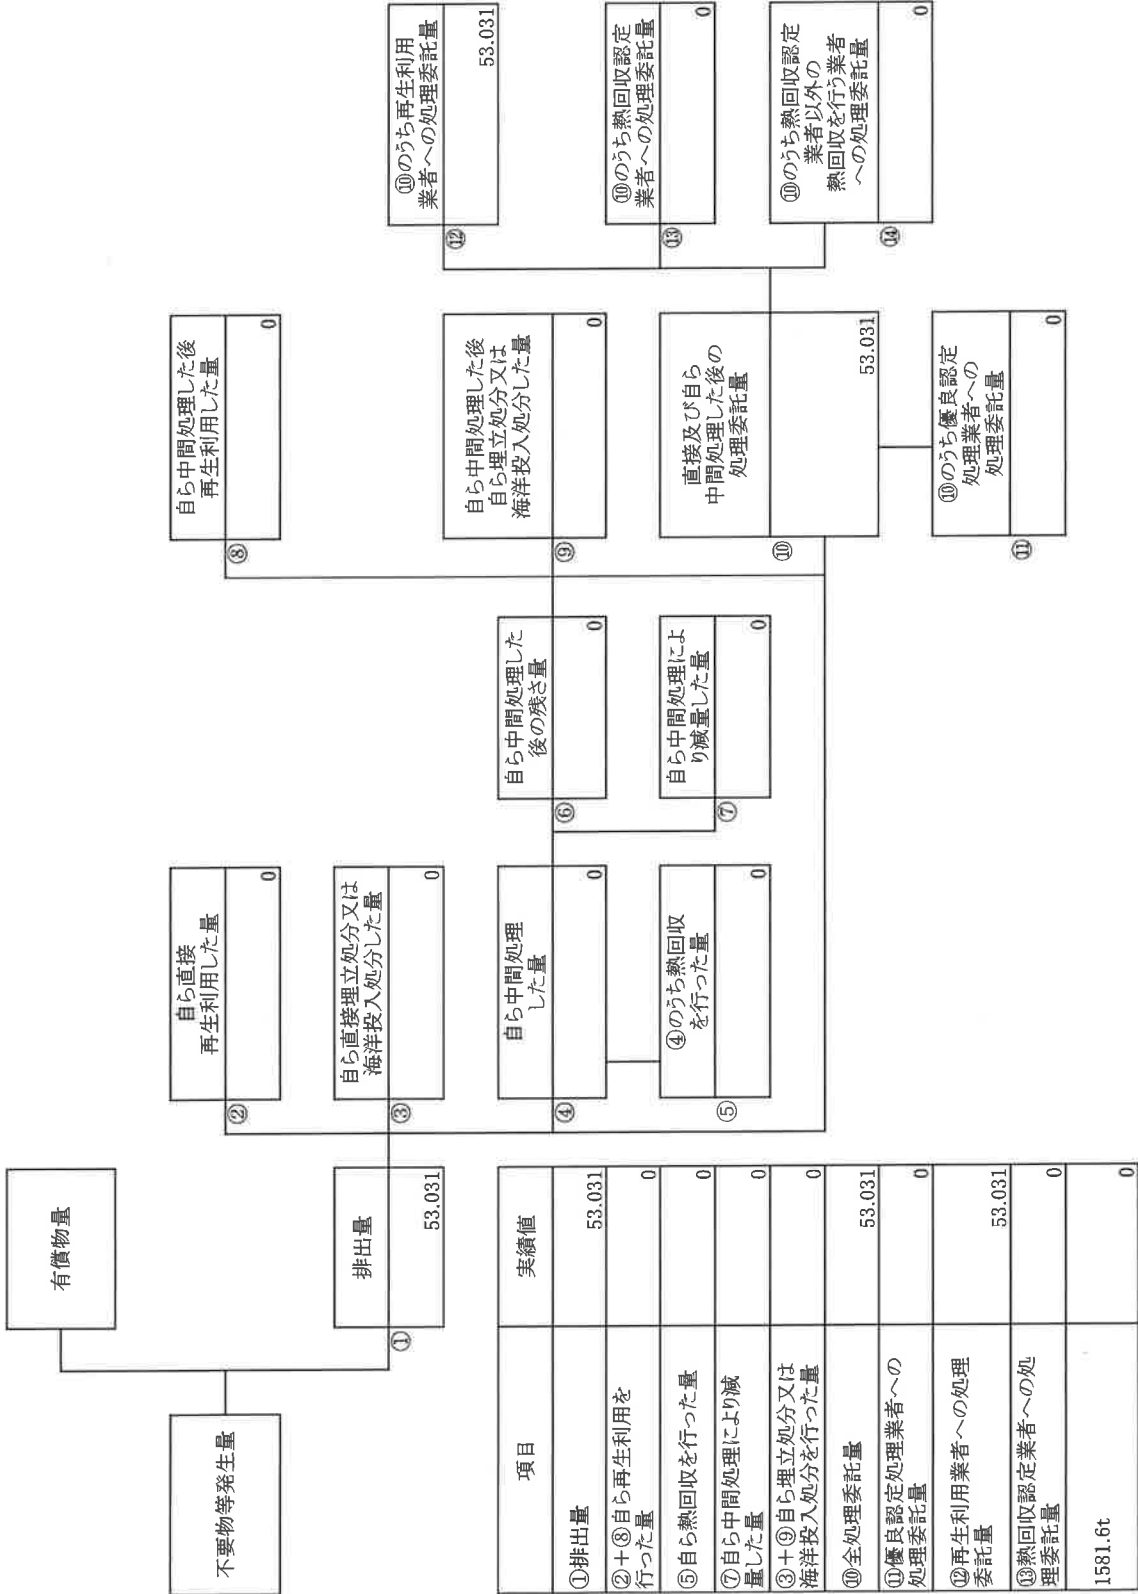 不要物等発生量
有償物量
排出量
①
53.031
自ら直接
再生利用した量
②
0
自ら直接埋立処分又は
海洋投入処分した量
③
0
自ら中間処理
した量
④
0
④のうち熱回収
を行った量
⑤
0
自ら中間処理した
後の残さ量
⑥
0
自ら中間処理によ
り減量した量
⑦
0
自ら中間処理した後
再生利用した量
⑧
0
自ら中間処理した後
自ら埋立処分又は
海洋投入処分した量
⑨
0
直接及び自ら
中間処理した後の
処理委託量
⑩
53.031
⑩のうち優良認定
処理業者への
処理委託量
⑪
0
⑩のうち再生利用
業者への処理委託量
⑫
53.031
⑩のうち熱回収認定
業者への処理委託量
⑬
0
⑩のうち熱回収認定
業者以外の
熱回収を行う業者
への処理委託量
⑭
0
項目
実績値
①排出量
53.031
②+⑧自ら再生利用を
行った量
0
⑤自ら熱回収を行った量
0
⑦自ら中間処理により減
量した量
0
③+⑨自ら埋立処分又は
海洋投入処分を行った量
0
⑩全処理委託量
53.031
⑪優良認定処理業者への
処理委託量
0
⑫再生利用業者への処理
委託量
53.031
⑬熱回収認定業者への処
理委託量
0
1581.6t
0